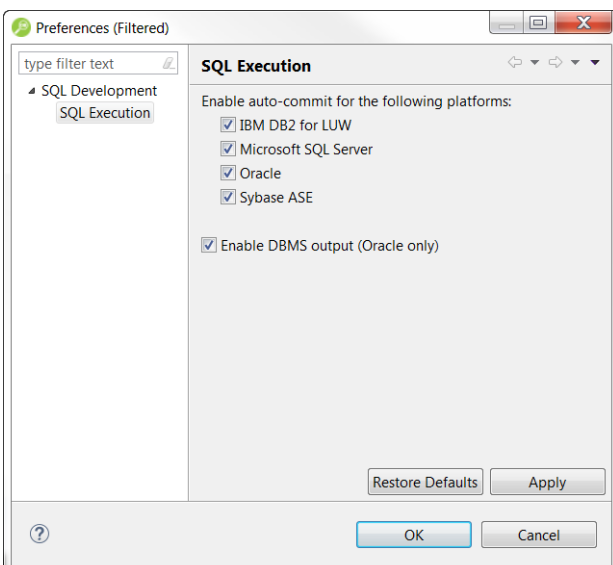 Preferences (Filtered)
type filter text
SQL Development
SQL Execution
SQL Execution
Enable auto-commit for the following platforms:
IBM DB2 for LUW
Microsoft SQL Server
Oracle
Sybase ASE
Enable DBMS output (Oracle only)
Restore Defaults
Apply
OK
Cancel